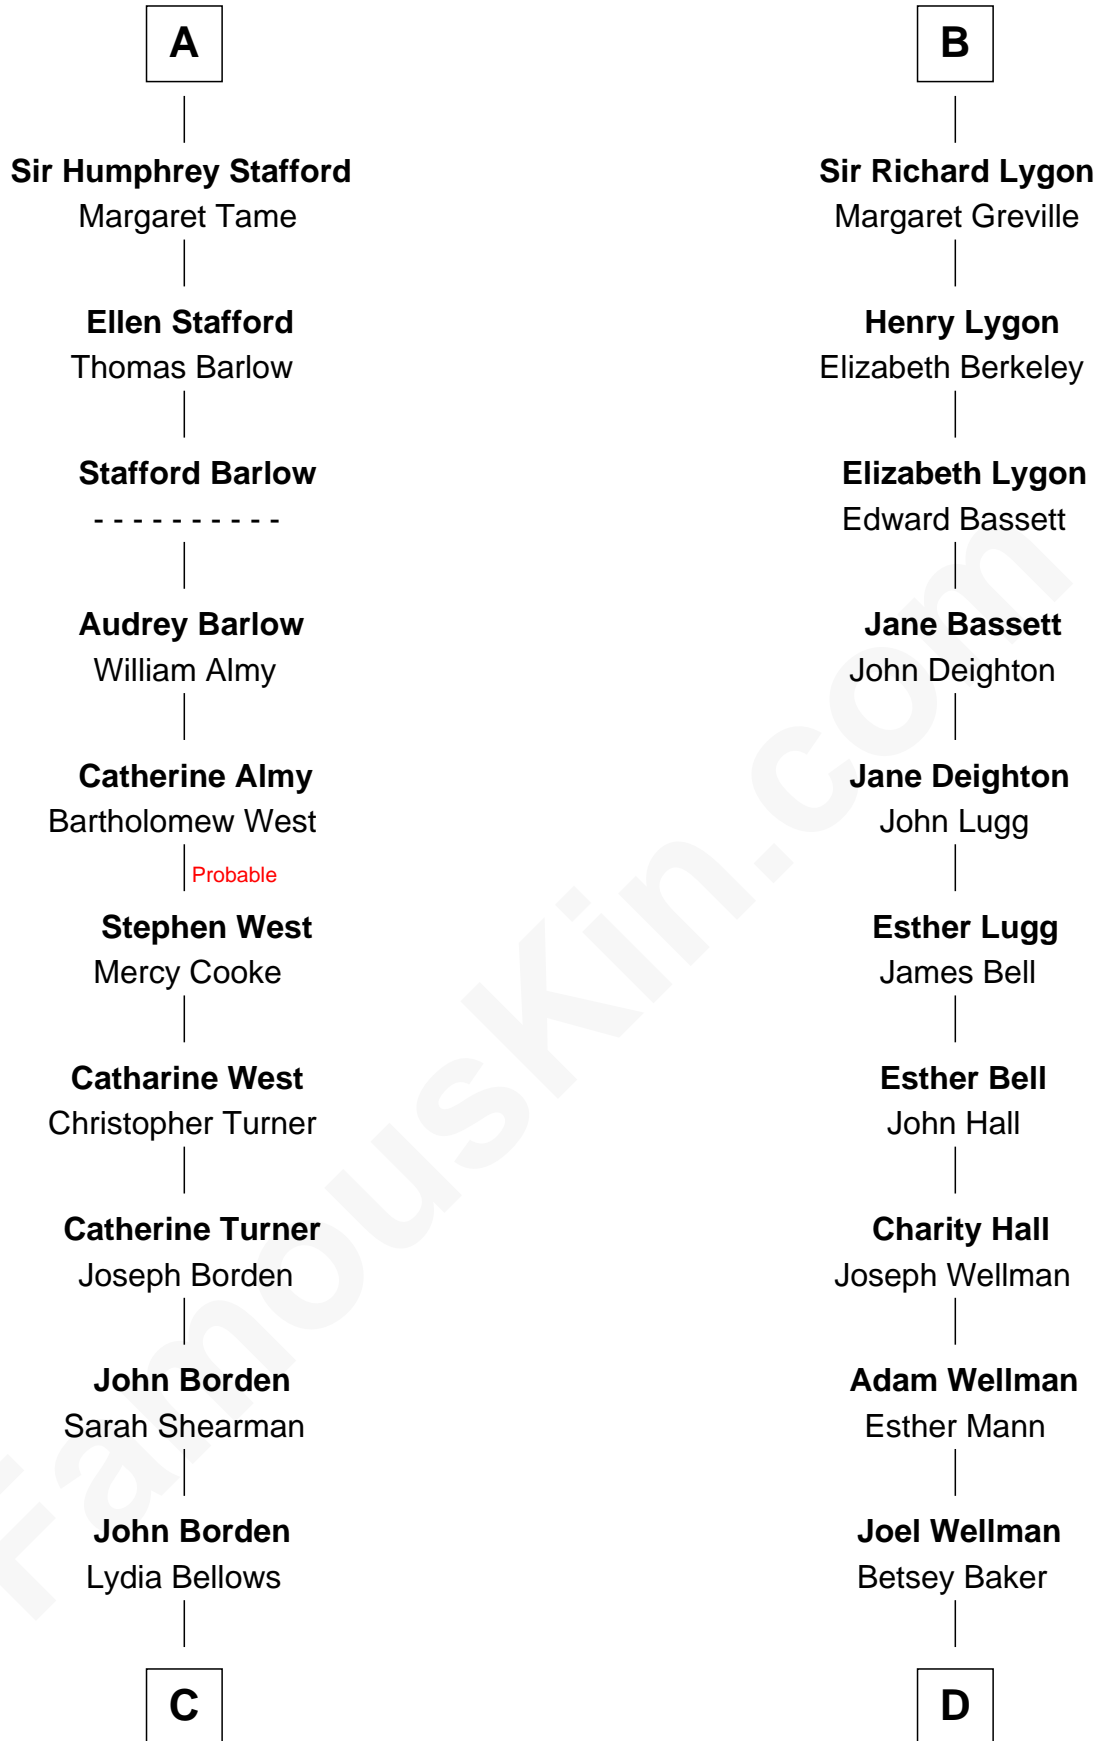 A
Sir Humphrey Stafford
Margaret Tame
Ellen Stafford
Thomas Barlow
Stafford Barlow
- - - - - - - - - -
Audrey Barlow
William Almy
Catherine Almy
Bartholomew West
Probable
Stephen West
Mercy Cooke
Catharine West
Christopher Turner
Catherine Turner
Joseph Borden
John Borden
Sarah Shearman
John Borden
Lydia Bellows
C
B
Sir Richard Lygon
Margaret Greville
Henry Lygon
Elizabeth Berkeley
Elizabeth Lygon
Edward Bassett
Jane Bassett
John Deighton
Jane Deighton
John Lugg
Esther Lugg
James Bell
Esther Bell
John Hall
Charity Hall
Joseph Wellman
Adam Wellman
Esther Mann
Joel Wellman
Betsey Baker
D
FamousKin.com